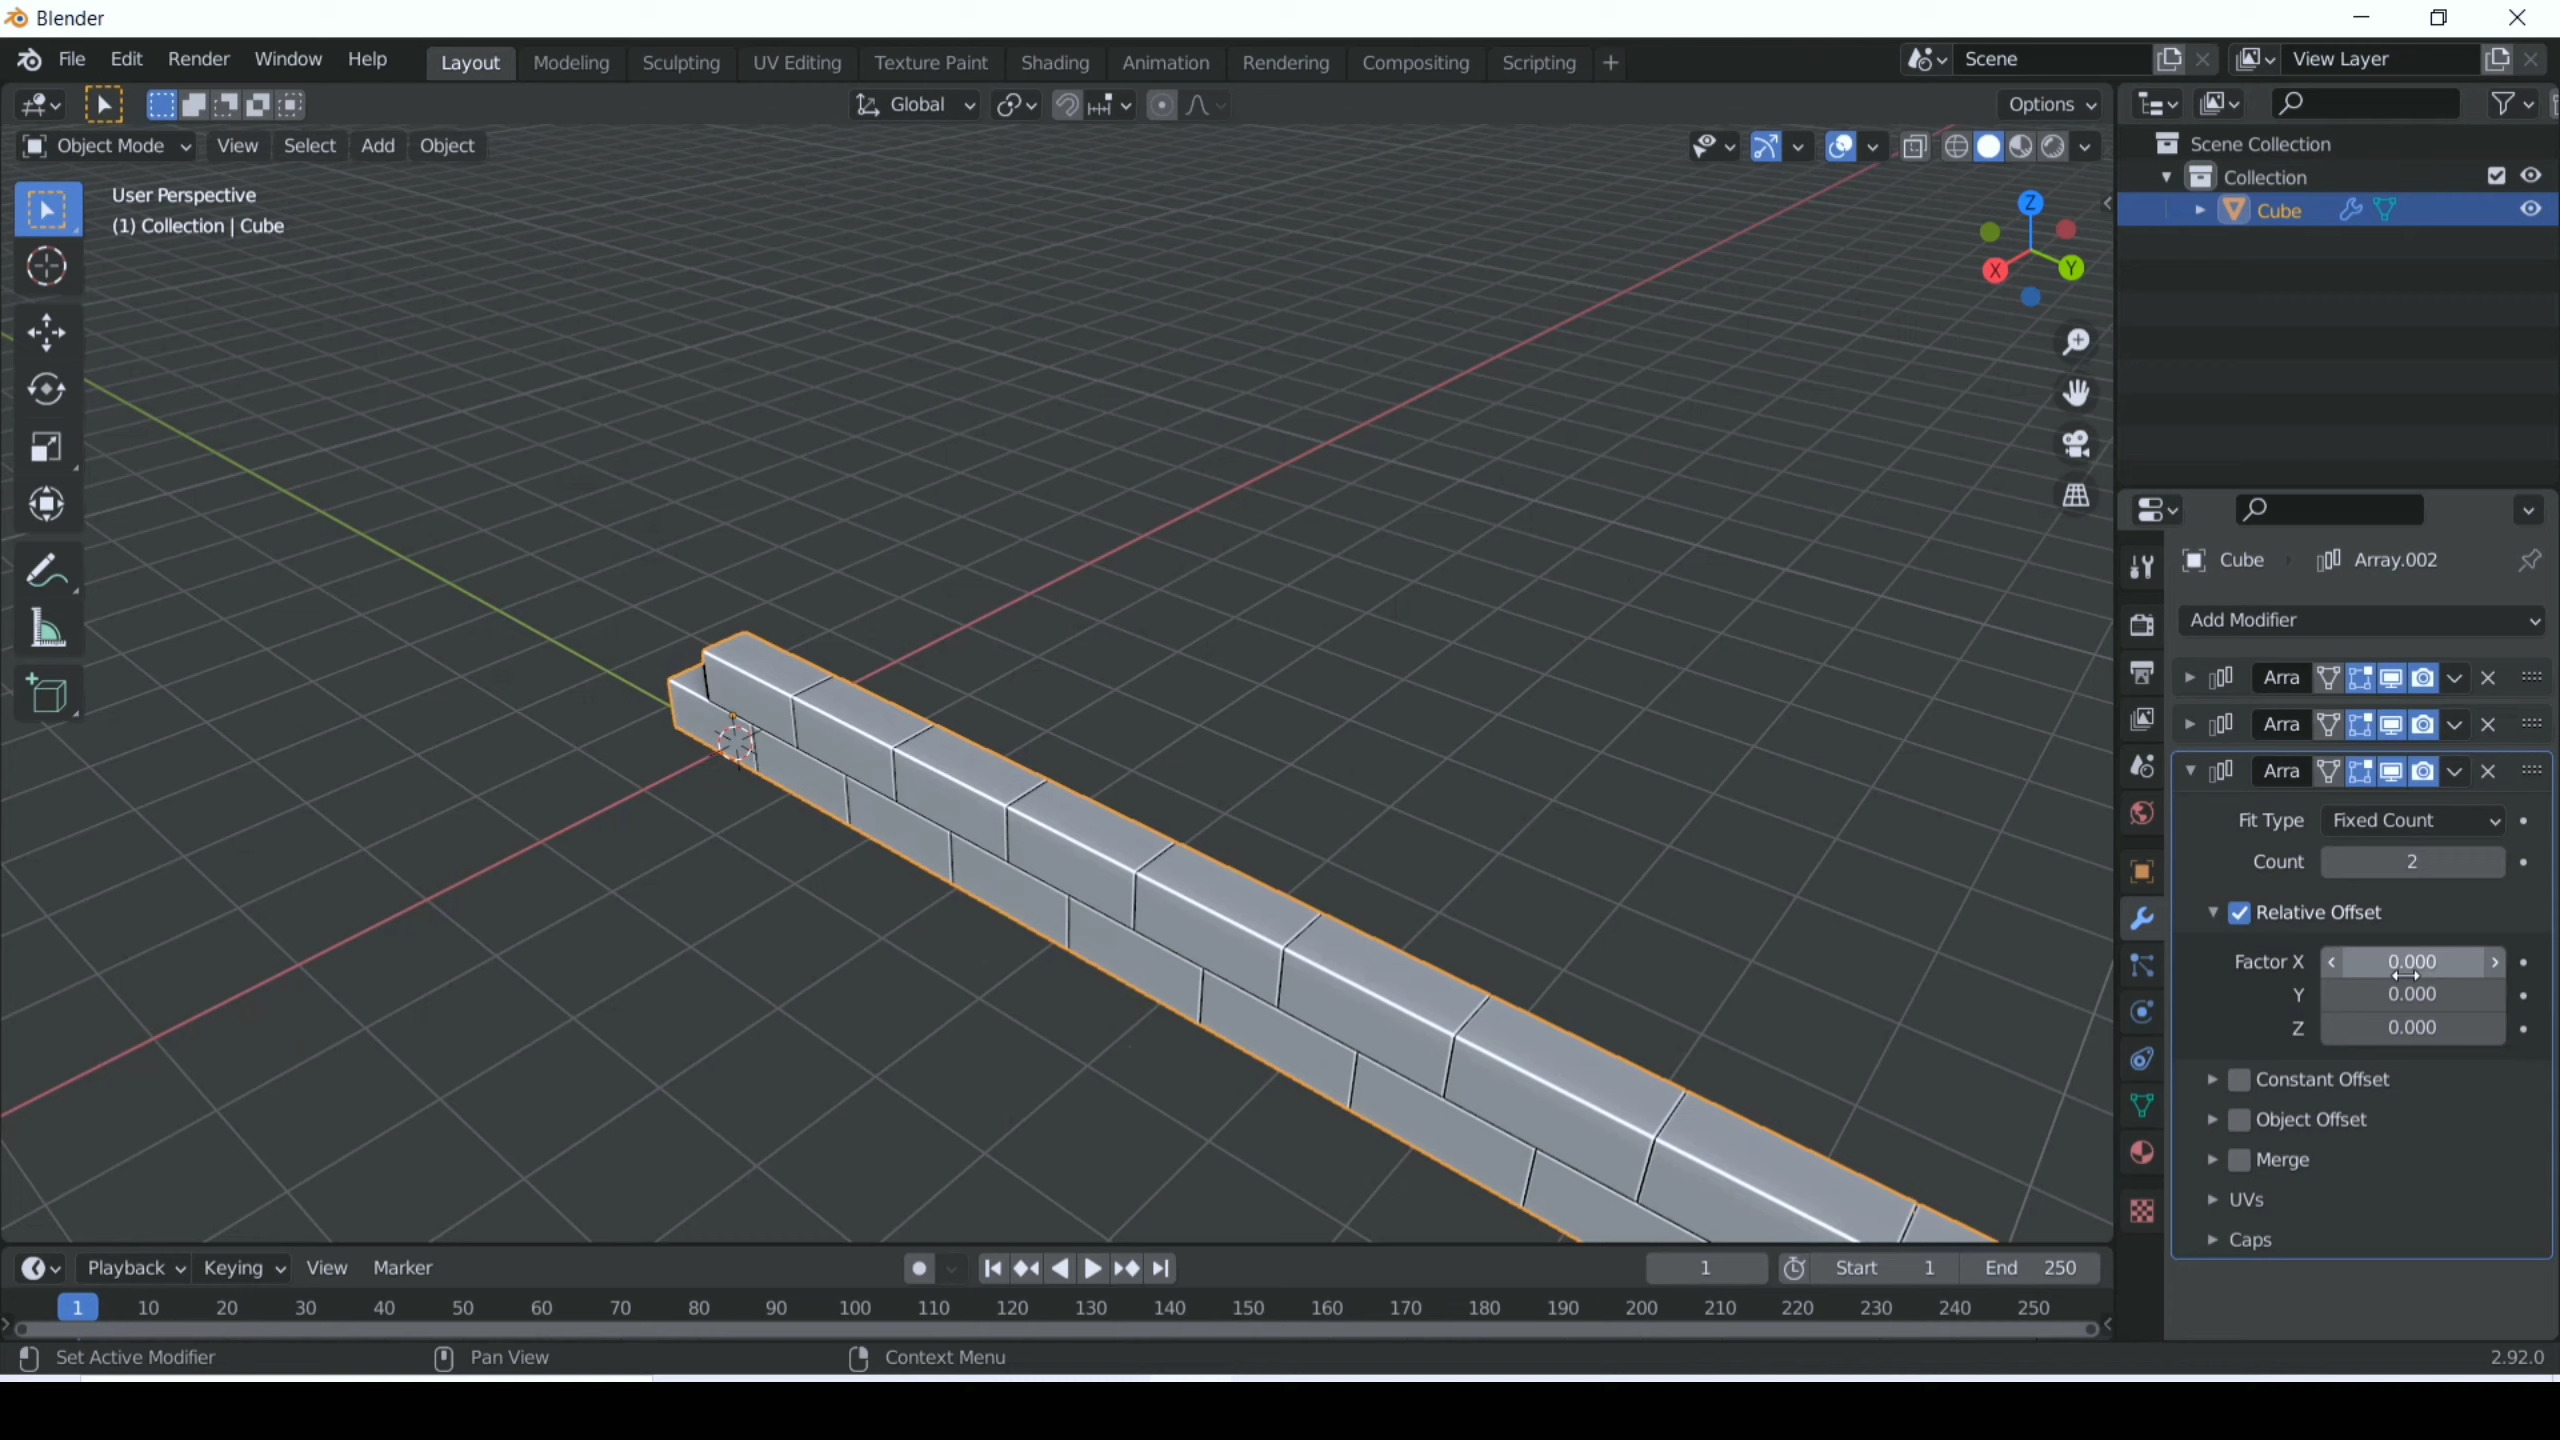 Blender
File Edit Render Window Help Layout Modeling Sculpting UV Editing Texture Paint Shading Animation Rendering Compositing Scripting + Scene View Layer
Global Options
Object Mode View Select Add Object
Scene Collection
Collection
Cube
User Perspective
(1) Collection | Cube
Z
X
Y
Cube Array.002
Add Modifier
Arra
Arra
Arra
Fit Type Fixed Count
Count 2
Relative Offset
Factor X 0.000
Y 0.000
Z 0.000
Constant Offset
Object Offset
Merge
UVs
Caps
Playback Keying View Marker 1 Start 1 End 250
1 10 20 30 40 50 60 70 80 90 100 110 120 130 140 150 160 170 180 190 200 210 220 230 240 250
Set Active Modifier Pan View Context Menu 2.92.0